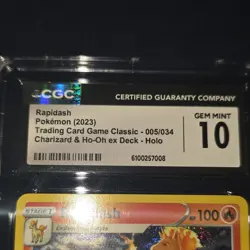 CGC
CERTIFIED GUARANTY COMPANY
Rapidash
Pokémon (2023)
Trading Card Game Classic - 005/034
Charizard & Ho-Oh ex Deck - Holo
6100257008
GEM MINT
10
STAGE 1
100